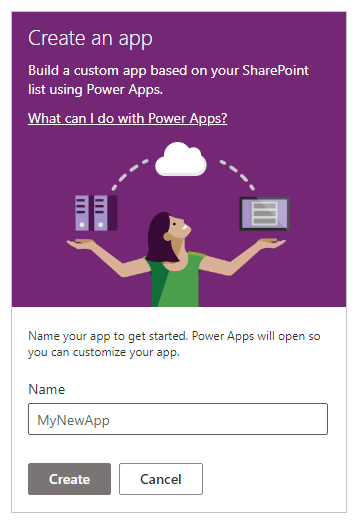 Create an app
Build a custom app based on your SharePoint
list using Power Apps.
What can I do with Power Apps?
Name your app to get started. Power Apps will open so
you can customize your app.
Name
MyNewApp
Create
Cancel